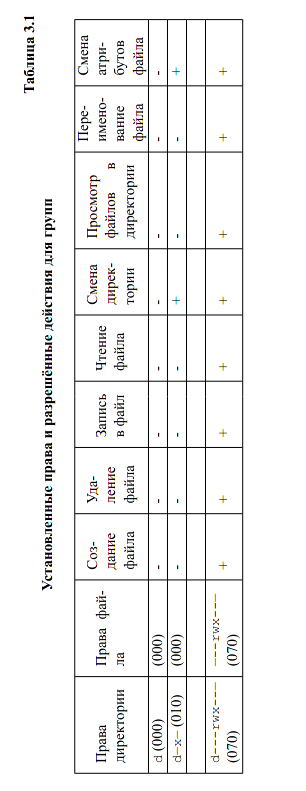 Таблица 3.1
Установленные права и разрешённые действия для групп
Права
директории
Права фай-
ла
Соз-
дание
файла
Уда-
ление
файла
Запись
в файл
Чтение
файла
Смена
дирек-
тории
Просмотр
файлов в
директории
Пере-
имено-
вание
файла
Смена
атри-
бутов
файла
d (000) (000) - - - - - - - -
d–x– (010) (000) - - - - + - - +
d---rwx--- ---rwx--- + + + + + + + +
(070) (070)